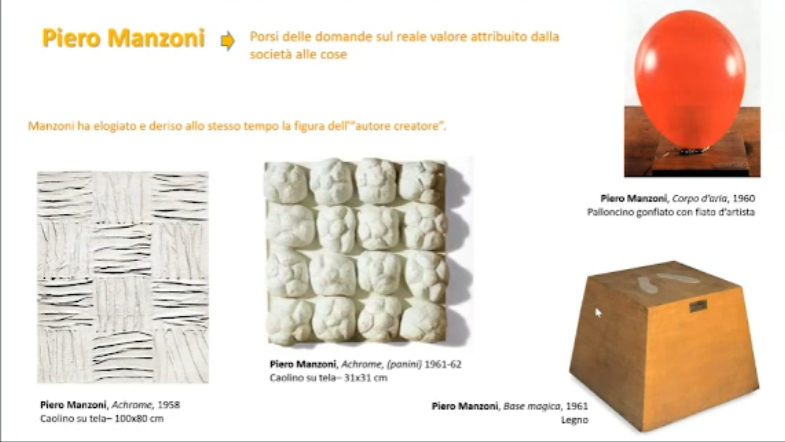 Piero Manzoni
Porsi delle domande sul reale valore attribuito dalla
società alle cose
Manzoni ha elogiato e deriso allo stesso tempo la figura dell'"autore creatore".
Piero Manzoni, Corpo d'aria, 1960
Palloncino gonfiato con fiato d'artista
Piero Manzoni, Achrome, (panini) 1961-62
Caolino su tela– 31x31 cm
Piero Manzoni, Achrome, 1958
Caolino su tela– 100x80 cm
Piero Manzoni, Base magica, 1961
Legno